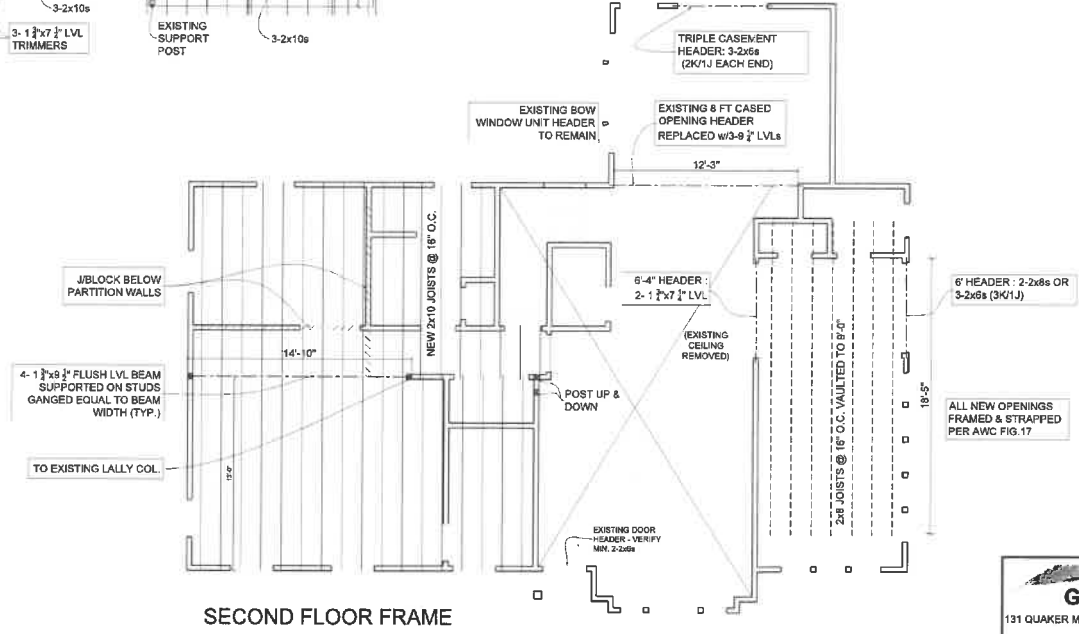 3-2x10s
3- 1 ¾"x7 ¼" LVL
TRIMMERS
EXISTING
SUPPORT
POST
3-2x10s
TRIPLE CASEMENT
HEADER: 3-2x6s
(2K/1J EACH END)
EXISTING BOW
WINDOW UNIT HEADER
TO REMAIN
EXISTING 8 FT CASED
OPENING HEADER
REPLACED w/3-9 ¼" LVLs
12'-3"
NEW 2x10 JOISTS @ 16" O.C.
J/BLOCK BELOW
PARTITION WALLS
6'-4" HEADER :
2- 1 ¾"x7 ¼" LVL
6' HEADER : 2-2x8s OR
3-2x6s (3K/1J)
(EXISTING
CEILING
REMOVED)
14'-10"
4- 1 ¾"x9 ¼" FLUSH LVL BEAM
SUPPORTED ON STUDS
GANGED EQUAL TO BEAM
WIDTH (TYP.)
POST UP &
DOWN
2x8 JOISTS @ 16" O.C. VAULTED TO 9'-0"
18'-5"
ALL NEW OPENINGS
FRAMED & STRAPPED
PER AWC FIG.17
TO EXISTING LALLY COL.
EXISTING DOOR
HEADER - VERIFY
MIN. 2-2x6s
SECOND FLOOR FRAME
G
131 QUAKER M